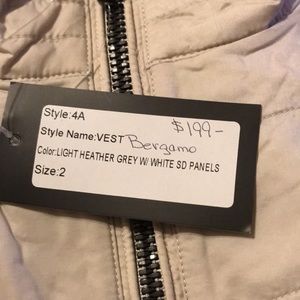 Style:4A
$199-
Style Name:VEST Bergamo
Color:LIGHT HEATHER GREY W/ WHITE SD PANELS
Size:2